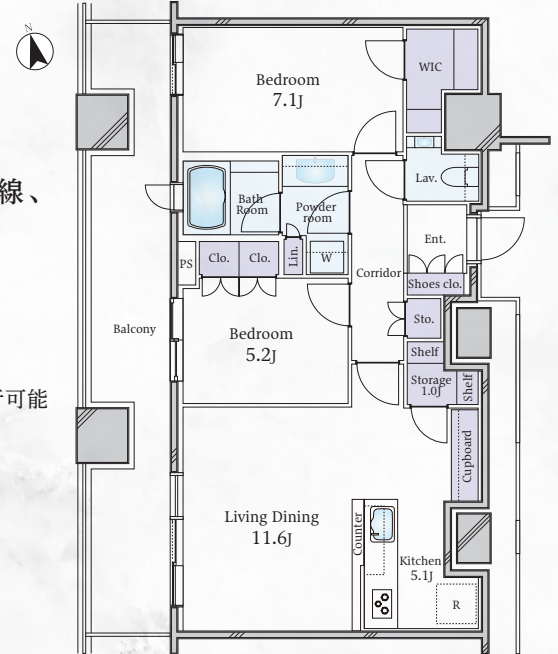 N
線、
行可能
Bedroom
7.1J
WIC
Bath
Room
Powder
room
Lav.
Ent.
PS
Clo.
Clo.
Lin.
W
Corridor
Shoes clo.
Sto.
Balcony
Bedroom
5.2J
Shelf
Storage
1.0J
Shelf
Cupboard
Living Dining
11.6J
Counter
Kitchen
5.1J
R